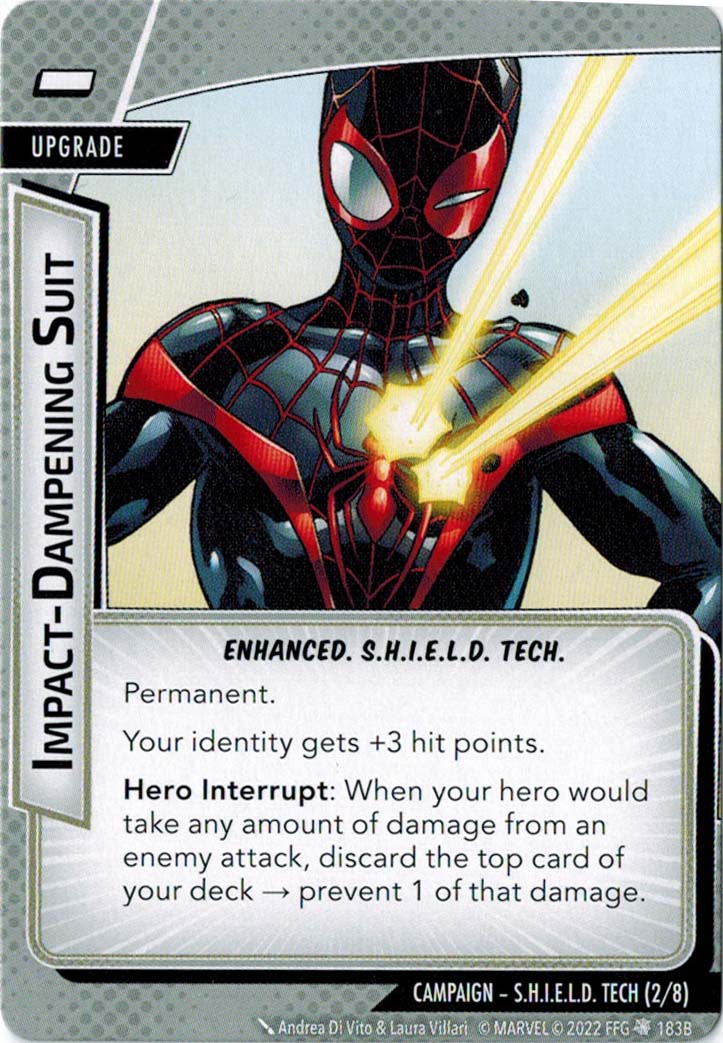 UPGRADE
IMPACT-DAMPENING SUIT
ENHANCED. S.H.I.E.L.D. TECH.
Permanent.
Your identity gets +3 hit points.
Hero Interrupt: When your hero would
take any amount of damage from an
enemy attack, discard the top card of
your deck → prevent 1 of that damage.
CAMPAIGN – S.H.I.E.L.D. TECH (2/8)
Andrea Di Vito & Laura Villari © MARVEL © 2022 FFG 183B